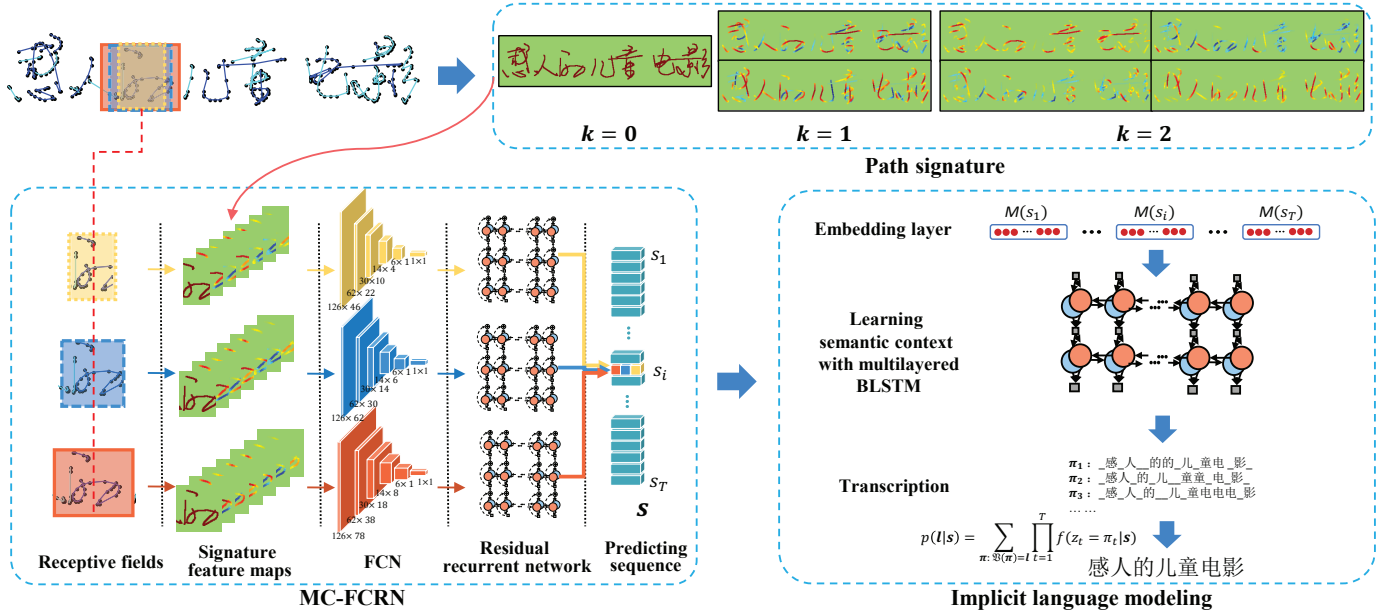 感人的儿童电影
k = 0
k = 1
k = 2
Path signature
126× 46
62× 22
30×10
14× 4
6× 1
1×1
126× 62
62× 30
30× 14
14× 6
6× 1
1×1
126× 78
62× 38
30× 18
14× 8
6× 1
1×1
s₁
sᵢ
s_T
s
Receptive fields
Signature
feature maps
FCN
Residual
recurrent network
Predicting
sequence
MC-FCRN
Embedding layer
M(s₁)
M(sᵢ)
M(s_T)
Learning
semantic context
with multilayered
BLSTM
Transcription
π₁ : _感_人__的的_儿_童电_影_
π₂ : _感人_的_儿__童童_电_影_
π₃ : _感_人_的__儿_童电电电_影
... ...
p(l|s) = ∑_{π: 𝔅(π)=l} ∏_{t=1}^{T} f(z_t = π_t|s)
感人的儿童电影
Implicit language modeling